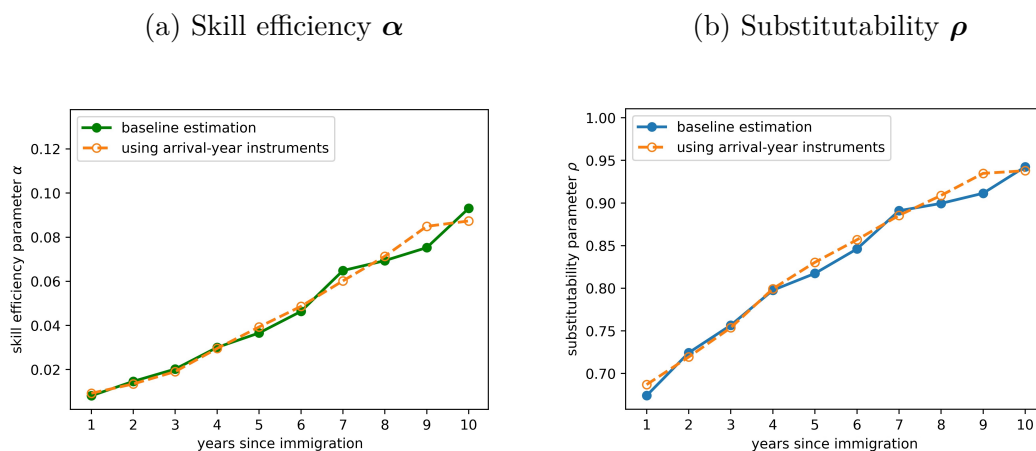 (a) Skill efficiency α
0.12
0.10
0.08
0.06
0.04
0.02
skill efficiency parameter α
baseline estimation
using arrival-year instruments
1 2 3 4 5 6 7 8 9 10
years since immigration
(b) Substitutability ρ
1.00
0.95
0.90
0.85
0.80
0.75
0.70
substitutability parameter ρ
baseline estimation
using arrival-year instruments
1 2 3 4 5 6 7 8 9 10
years since immigration